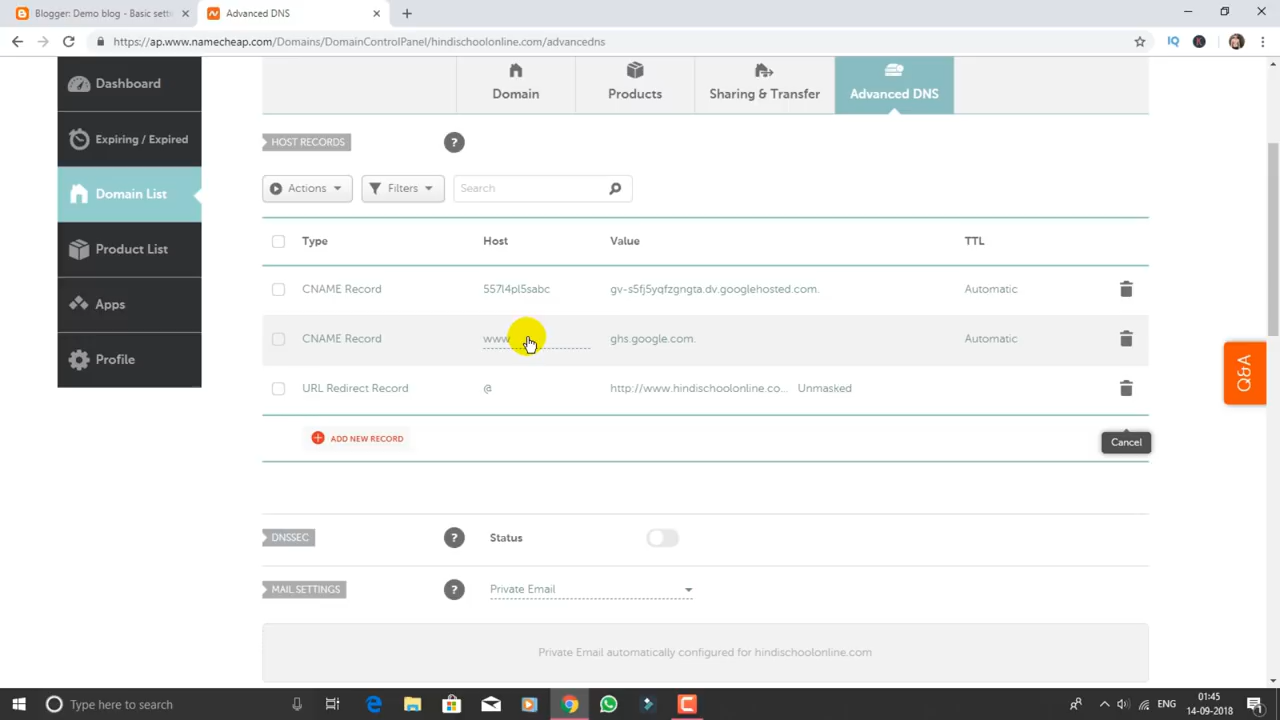 Blogger: Demo blog - Basic sett
Advanced DNS
https://ap.www.namecheap.com/Domains/DomainControlPanel/hindischoolonline.com/advancedns
IQ
K
Dashboard
Expiring / Expired
Domain List
Product List
Apps
Profile
Domain
Products
Sharing & Transfer
Advanced DNS
HOST RECORDS
?
Actions
Filters
Search
Type Host Value TTL
CNAME Record 557l4pl5sabc gv-s5fj5yqfzgngta.dv.googlehosted.com. Automatic
CNAME Record www ghs.google.com. Automatic
URL Redirect Record @ http://www.hindischoolonline.co... Unmasked
ADD NEW RECORD
Cancel
DNSSEC ? Status
MAIL SETTINGS ? Private Email
Private Email automatically configured for hindischoolonline.com
Q&A
Type here to search
ENG
01:45
14-09-2018